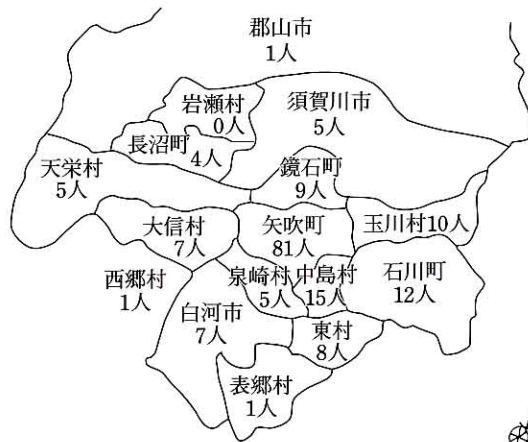 郡山市
1人
岩瀬村
0人
須賀川市
5人
長沼町
4人
天栄村
5人
鏡石町
9人
大信村
7人
矢吹町
81人
玉川村10人
西郷村
1人
泉崎村
5人
中島村
15人
石川町
12人
白河市
7人
東村
8人
表郷村
1人